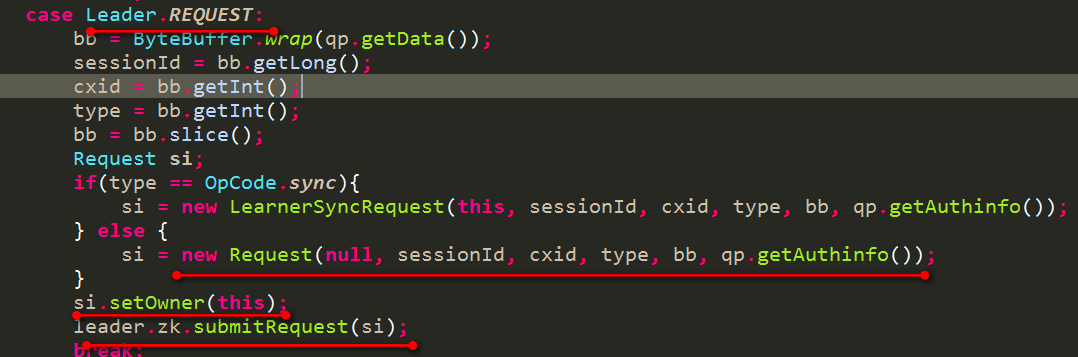 case Leader.REQUEST:
bb = ByteBuffer.wrap(qp.getData());
sessionId = bb.getLong();
cxid = bb.getInt();
type = bb.getInt();
bb = bb.slice();
Request si;
if(type == OpCode.sync){
si = new LearnerSyncRequest(this, sessionId, cxid, type, bb, qp.getAuthinfo());
} else {
si = new Request(null, sessionId, cxid, type, bb, qp.getAuthinfo());
}
si.setOwner(this);
leader.zk.submitRequest(si);
break;